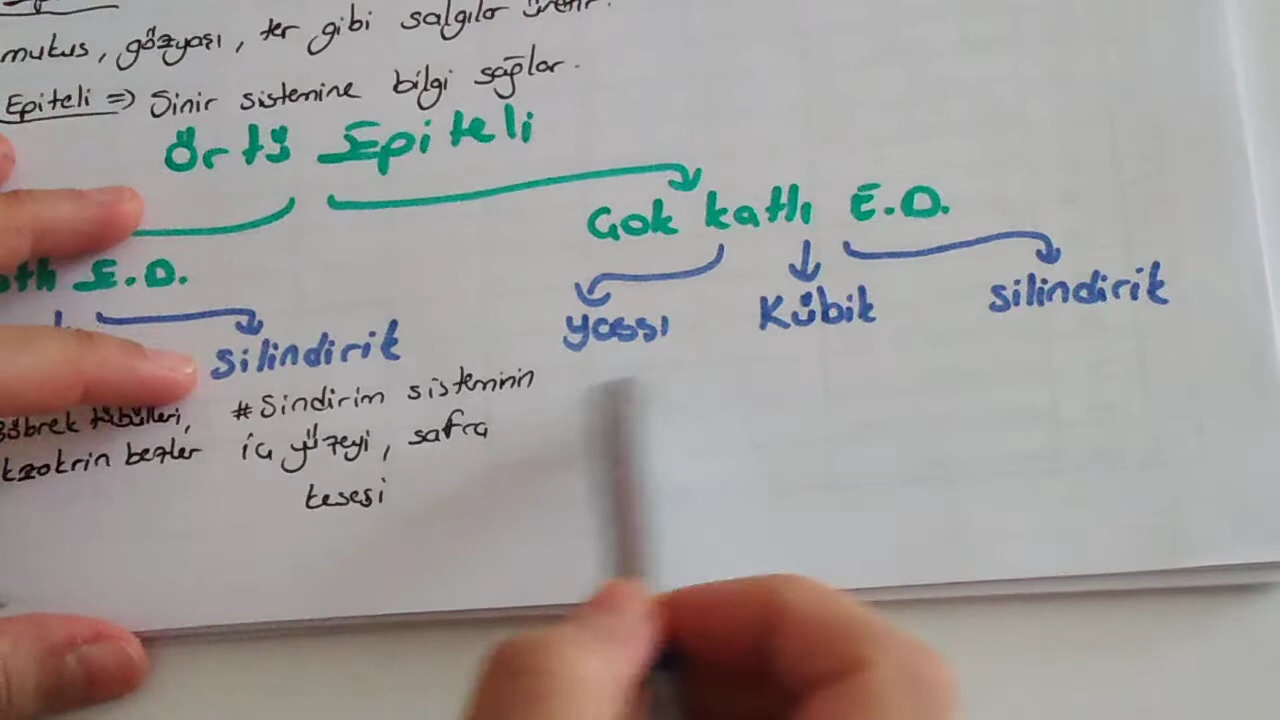 mukus, gözyaşı, ter gibi salgılar üretir.
Epiteli => Sinir sistemine bilgi sağlar.
Örtü Epiteli
Çok katlı E.D.
E.D.
yassı Kübik silindirik
silindirik
Böbrek tübülleri, #Sindirim sisteminin
bezler iç yüzeyi, safra
kesesi